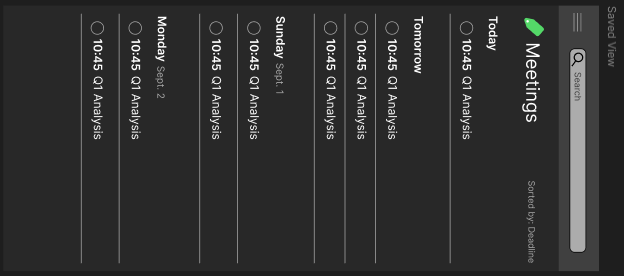 Saved View
Search
Meetings
Sorted by: Deadline
Today
10:45 Q1 Analysis
Tomorrow
10:45 Q1 Analysis
10:45 Q1 Analysis
10:45 Q1 Analysis
Sunday Sept. 1
10:45 Q1 Analysis
10:45 Q1 Analysis
Monday Sept. 2
10:45 Q1 Analysis
10:45 Q1 Analysis